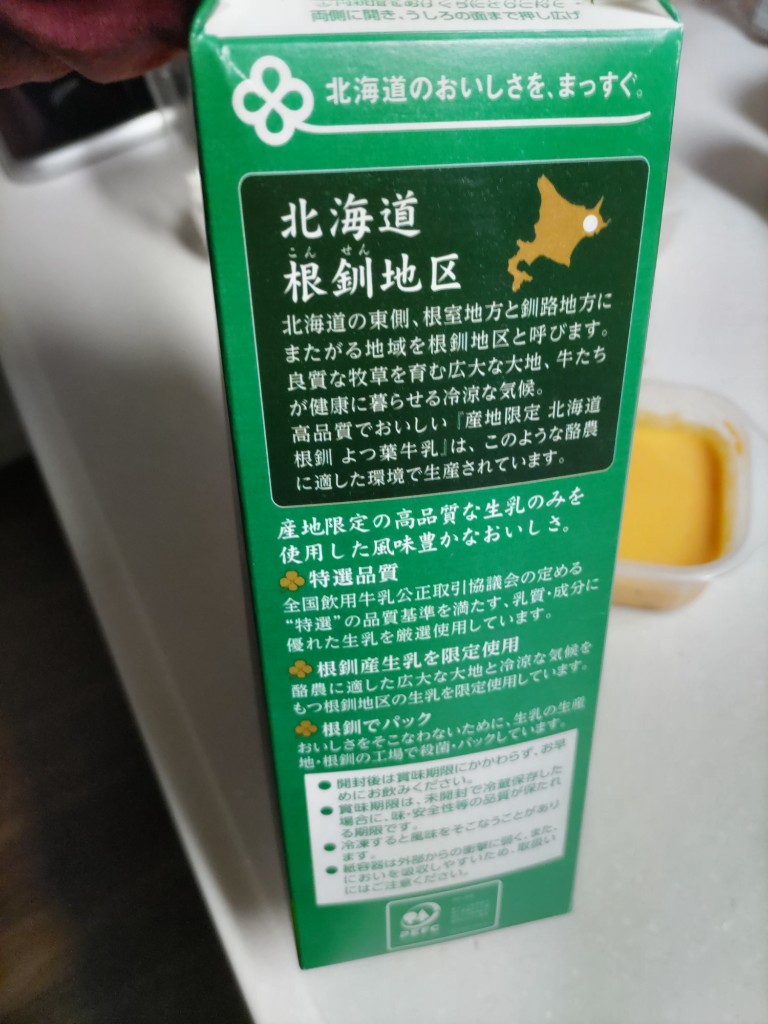 両側に開き、うしろの面まで押し広げ
北海道のおいしさを、まっすぐ。
北海道
こんせん
根釧地区
北海道の東側、根室地方と釧路地方に
またがる地域を根釧地区と呼びます。
良質な牧草を育む広大な大地、牛たち
が健康に暮らせる冷涼な気候。
高品質でおいしい『産地限定 北海道
根釧 よつ葉牛乳』は、このような酪農
に適した環境で生産されています。
産地限定の高品質な生乳のみを
使用した風味豊かなおいしさ。
特選品質
全国飲用牛乳公正取引協議会の定める
“特選”の品質基準を満たす、乳質・成分に
優れた生乳を厳選使用しています。
根釧産生乳を限定使用
酪農に適した広大な大地と冷涼な気候を
もつ根釧地区の生乳を限定使用しています。
根釧でパック
おいしさをそこなわないために、生乳の生産
地・根釧の工場で殺菌・パックしています。
●開封後は賞味期限にかかわらず、お早
めにお飲みください。
●賞味期限は、未開封で冷蔵保存した
場合に、味・安全性等の品質が保たれ
る期限です。
●冷凍すると風味をそこなうことがあり
ます。
●紙容器は外部からの衝撃に弱く、また、
においを吸収しやすいため、取扱い
にはご注意ください。
PEFC